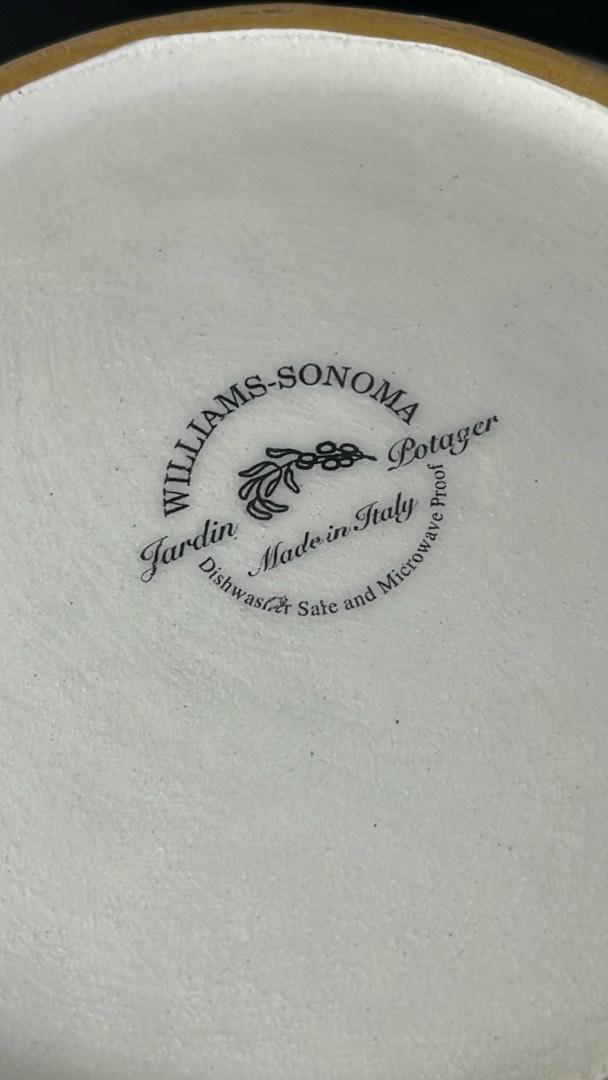 WILLIAMS-SONOMA
Jardin Potager
Made in Italy
Dishwasher Safe and Microwave Proof